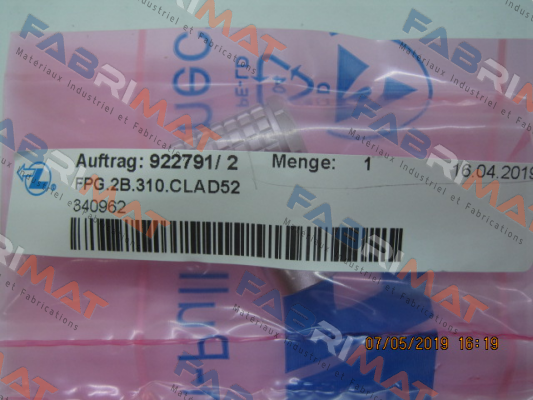 Auftrag: 922791/ 2 Menge: 1 16.04.2019
FPG.2B.310.CLAD52
340962
07/05/2019 16:19
FABRIMAT
Materiaux Industriel et Fabrications